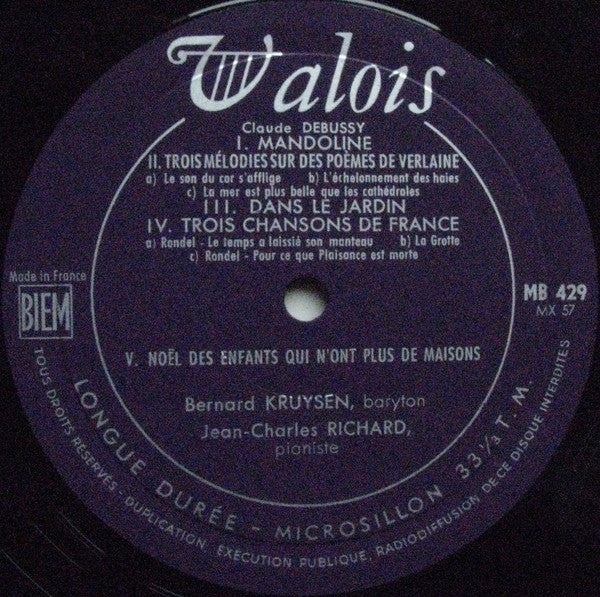 Valois
Claude DEBUSSY
I. MANDOLINE
II. TROIS MÉLODIES SUR DES POÈMES DE VERLAINE
a) Le son du cor s'afflige b) L'échelonnement des haies
c) La mer est plus belle que les cathédrales
III. DANS LE JARDIN
IV. TROIS CHANSONS DE FRANCE
a) Rondel - Le temps a laissié son manteau b) La Grotte
c) Rondel - Pour ce que Plaisance est morte
Made in France
BIEM
MB 429
MX 57
V. NOËL DES ENFANTS QUI N'ONT PLUS DE MAISONS
Bernard KRUYSEN, baryton
Jean-Charles RICHARD,
pianiste
LONGUE DURÉE - MICROSILLON 33 1/3 T. M.
TOUS DROITS RÉSERVÉS - DUPLICATION, EXÉCUTION PUBLIQUE, RADIODIFFUSION DE CE DISQUE INTERDITES